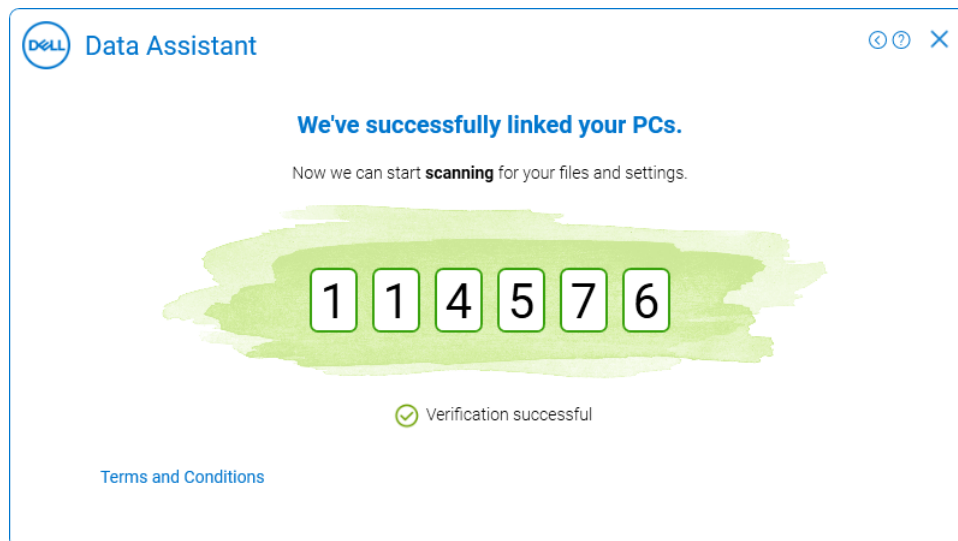 DELL Data Assistant
We've successfully linked your PCs.
Now we can start scanning for your files and settings.
1 1 4 5 7 6
Verification successful
Terms and Conditions